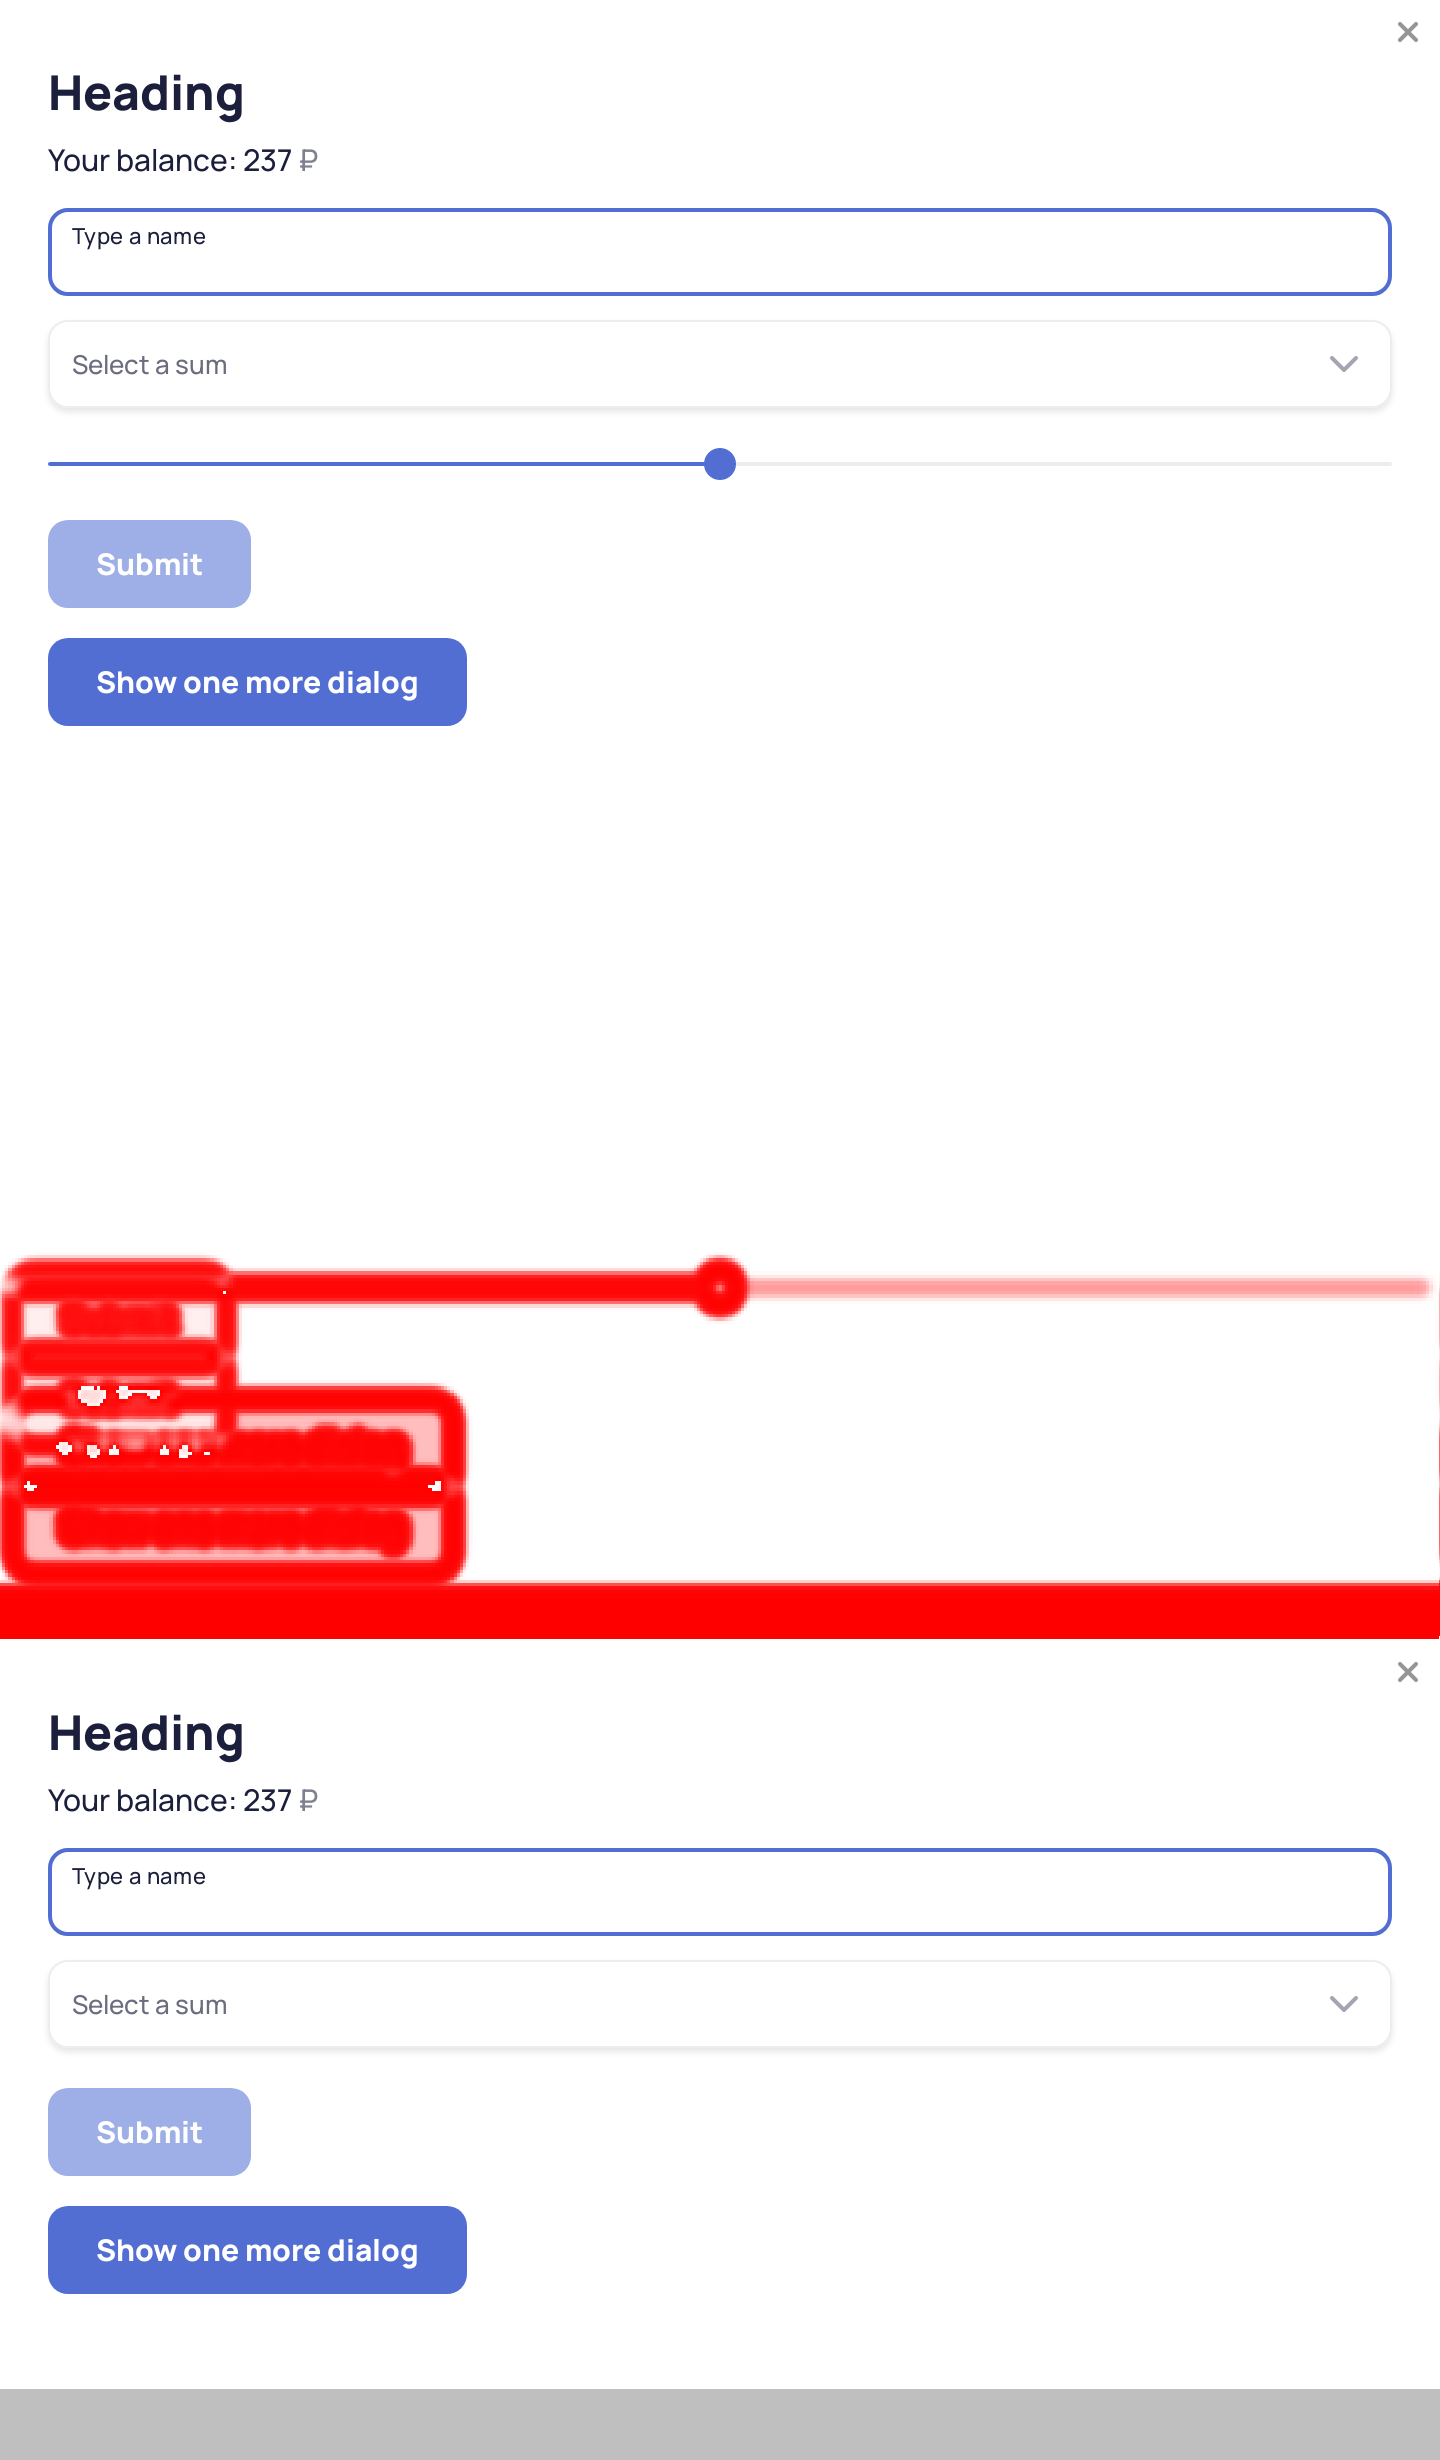 Heading
Your balance: 237 ₽
Type a name
Select a sum
Submit
Show one more dialog
Heading
Your balance: 237 ₽
Type a name
Select a sum
Submit
Show one more dialog